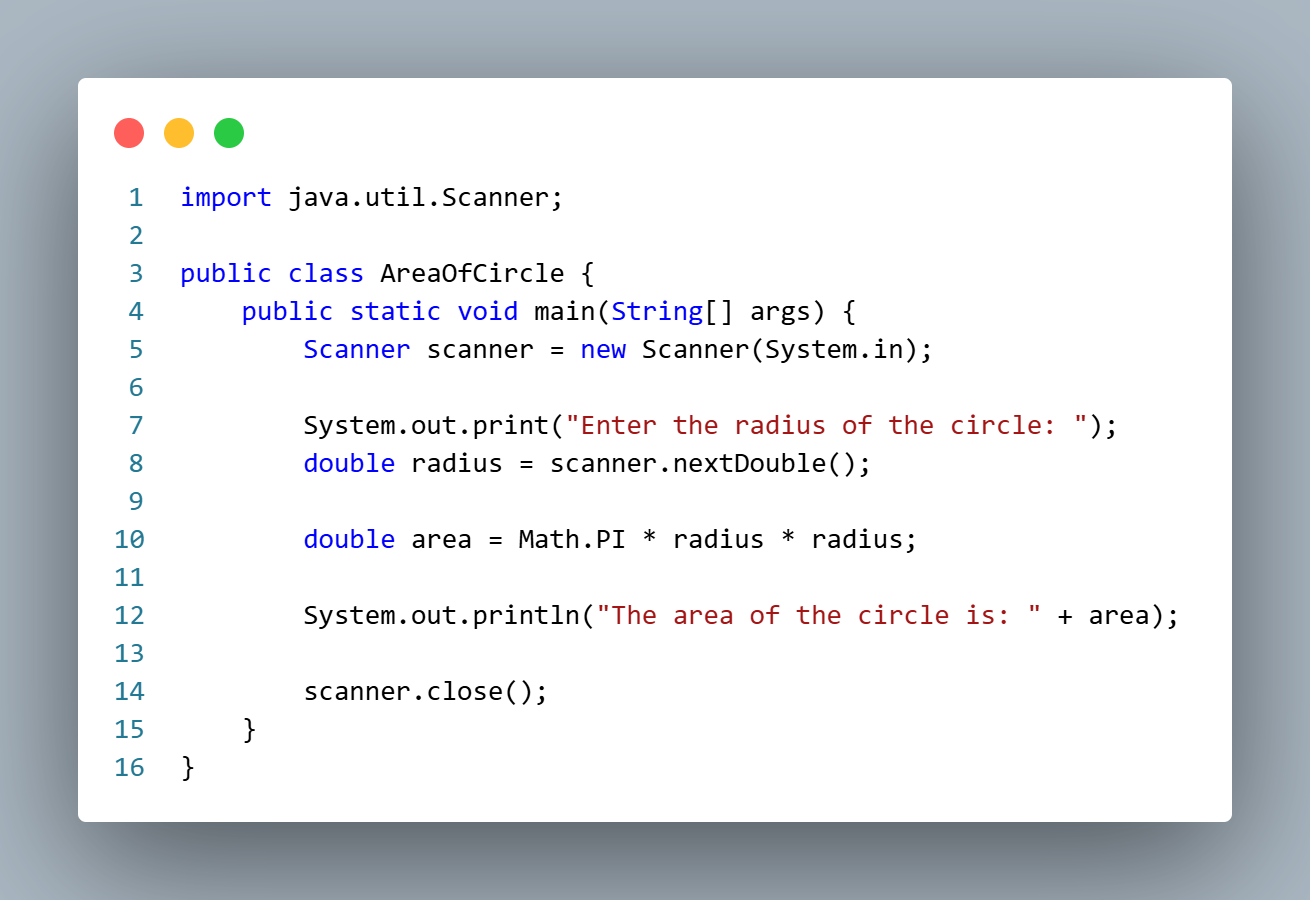 1 import java.util.Scanner;
2
3 public class AreaOfCircle {
4     public static void main(String[] args) {
5         Scanner scanner = new Scanner(System.in);
6
7         System.out.print("Enter the radius of the circle: ");
8         double radius = scanner.nextDouble();
9
10         double area = Math.PI * radius * radius;
11
12         System.out.println("The area of the circle is: " + area);
13
14         scanner.close();
15     }
16 }